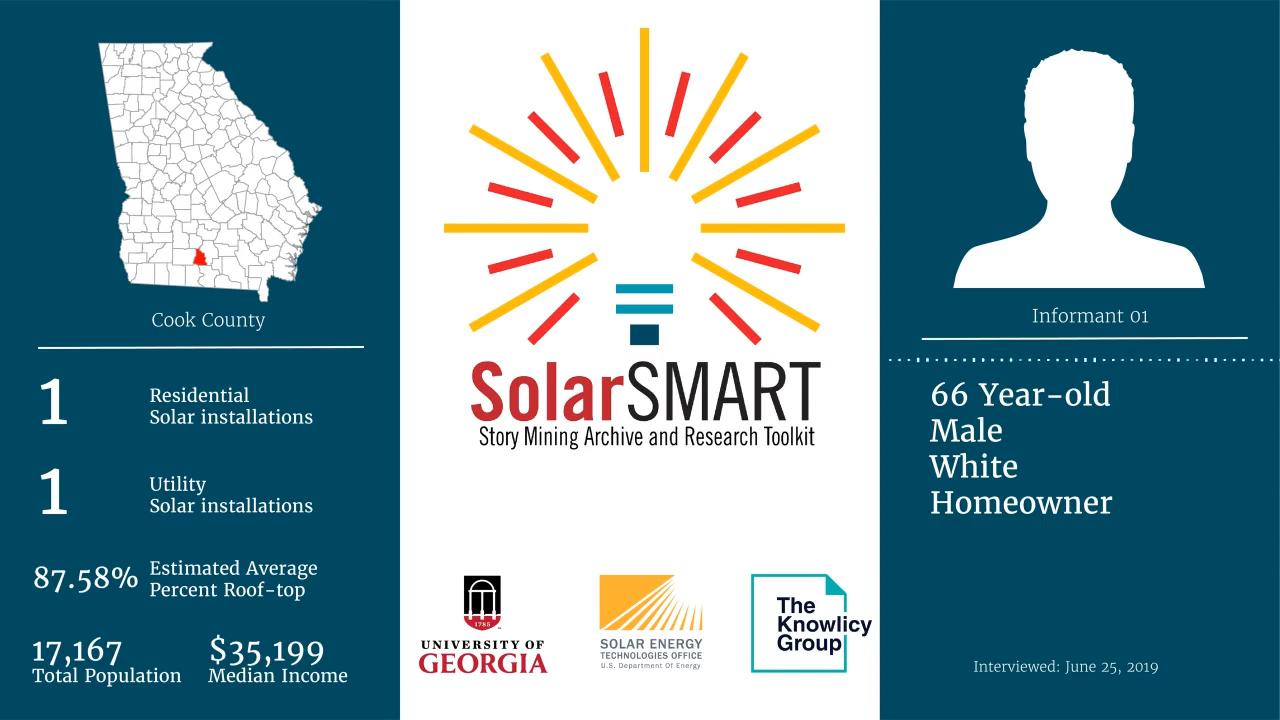 Cook County
1
Residential
Solar installations
1
Utility
Solar installations
87.58%
Estimated Average
Percent Roof-top
17,167
Total Population
$35,199
Median Income
SolarSMART
Story Mining Archive and Research Toolkit
1785
UNIVERSITY OF
GEORGIA
SOLAR ENERGY
TECHNOLOGIES OFFICE
U.S. Department Of Energy
The
Knowlicy
Group
Informant 01
66 Year-old
Male
White
Homeowner
Interviewed: June 25, 2019